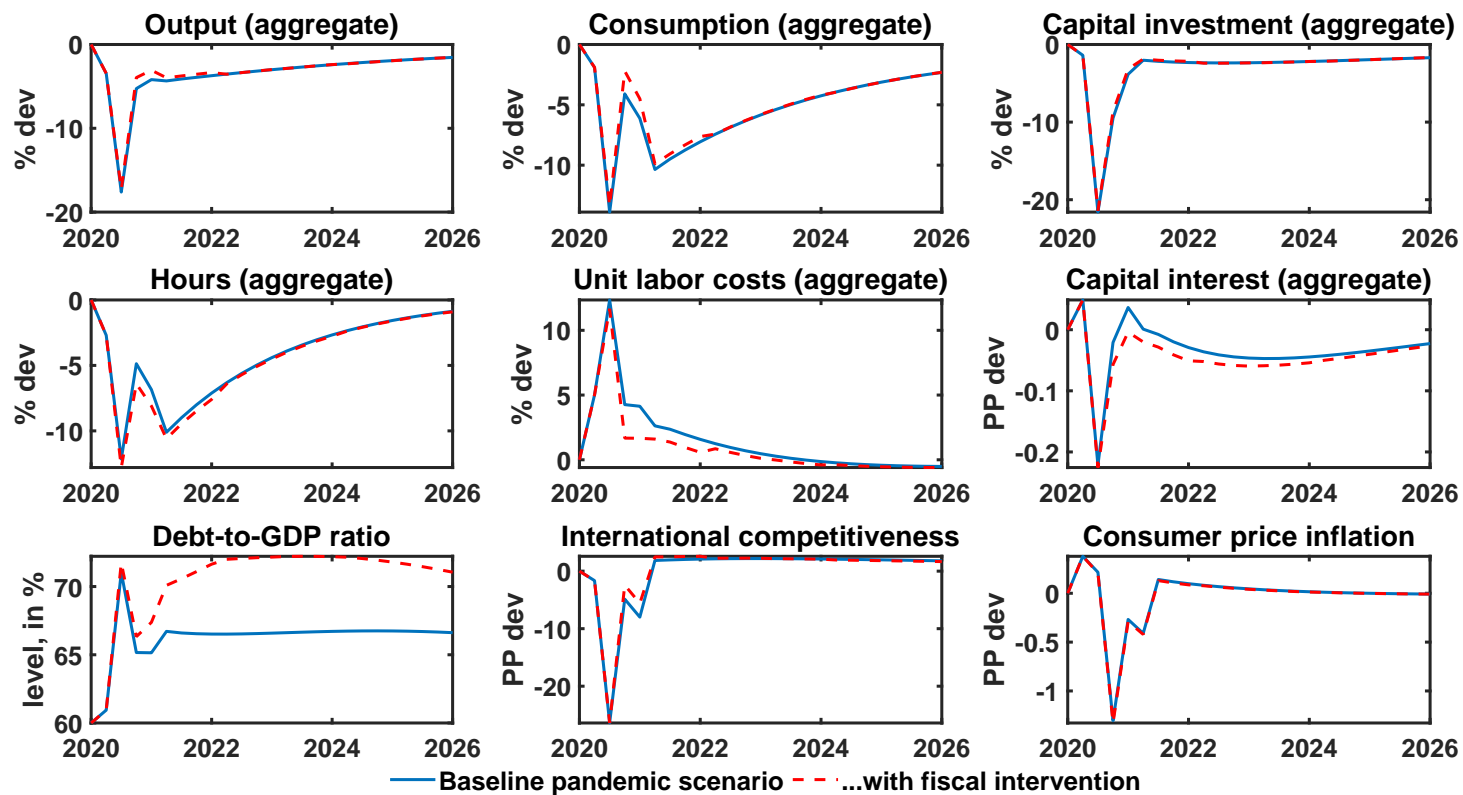 Output (aggregate)
Consumption (aggregate)
Capital investment (aggregate)
% dev
0
-10
-20
2020 2022 2024 2026
% dev
0
-5
-10
2020 2022 2024 2026
% dev
0
-10
-20
2020 2022 2024 2026
Hours (aggregate)
Unit labor costs (aggregate)
Capital interest (aggregate)
% dev
0
-5
-10
2020 2022 2024 2026
% dev
10
5
0
2020 2022 2024 2026
PP dev
0
-0.1
-0.2
2020 2022 2024 2026
Debt-to-GDP ratio
International competitiveness
Consumer price inflation
level, in %
70
65
60
2020 2022 2024 2026
PP dev
0
-10
-20
2020 2022 2024 2026
PP dev
0
-0.5
-1
2020 2022 2024 2026
Baseline pandemic scenario ...with fiscal intervention